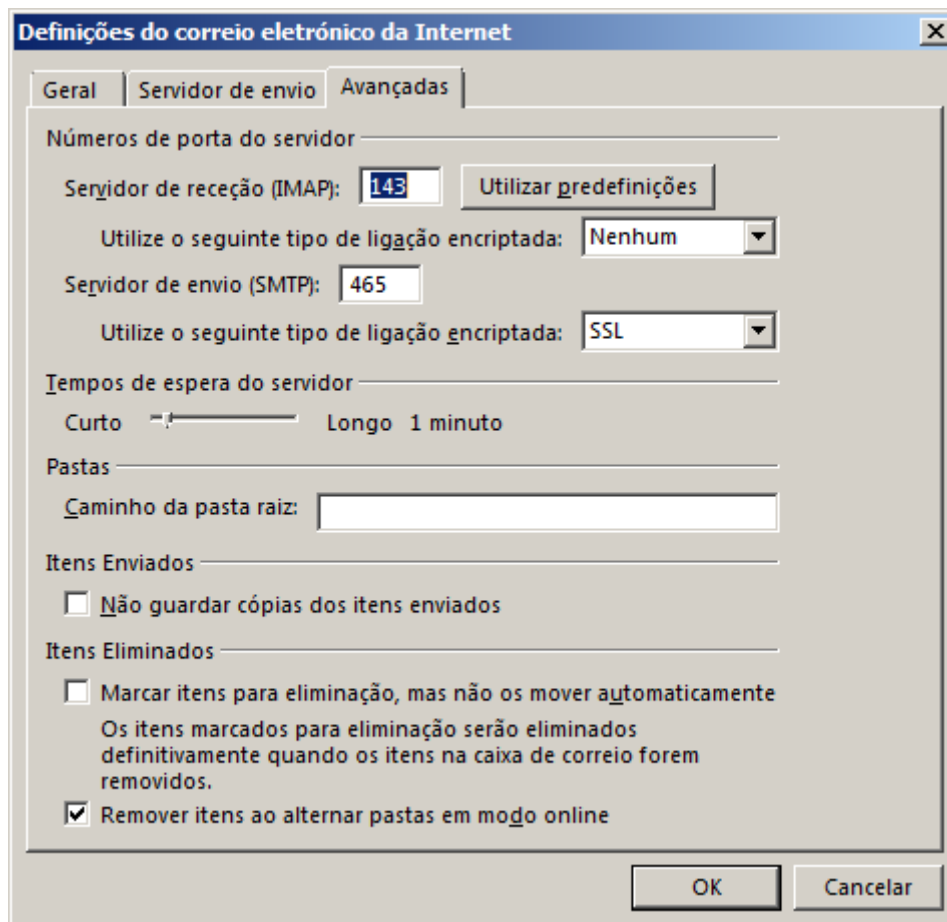 Definições do correio eletrónico da Internet
Geral Servidor de envio Avançadas
Números de porta do servidor
Servidor de receção (IMAP): 143 Utilizar predefinições
Utilize o seguinte tipo de ligação encriptada: Nenhum
Servidor de envio (SMTP): 465
Utilize o seguinte tipo de ligação encriptada: SSL
Tempos de espera do servidor
Curto Longo 1 minuto
Pastas
Caminho da pasta raiz:
Itens Enviados
Não guardar cópias dos itens enviados
Itens Eliminados
Marcar itens para eliminação, mas não os mover automaticamente
Os itens marcados para eliminação serão eliminados
definitivamente quando os itens na caixa de correio forem
removidos.
Remover itens ao alternar pastas em modo online
OK Cancelar